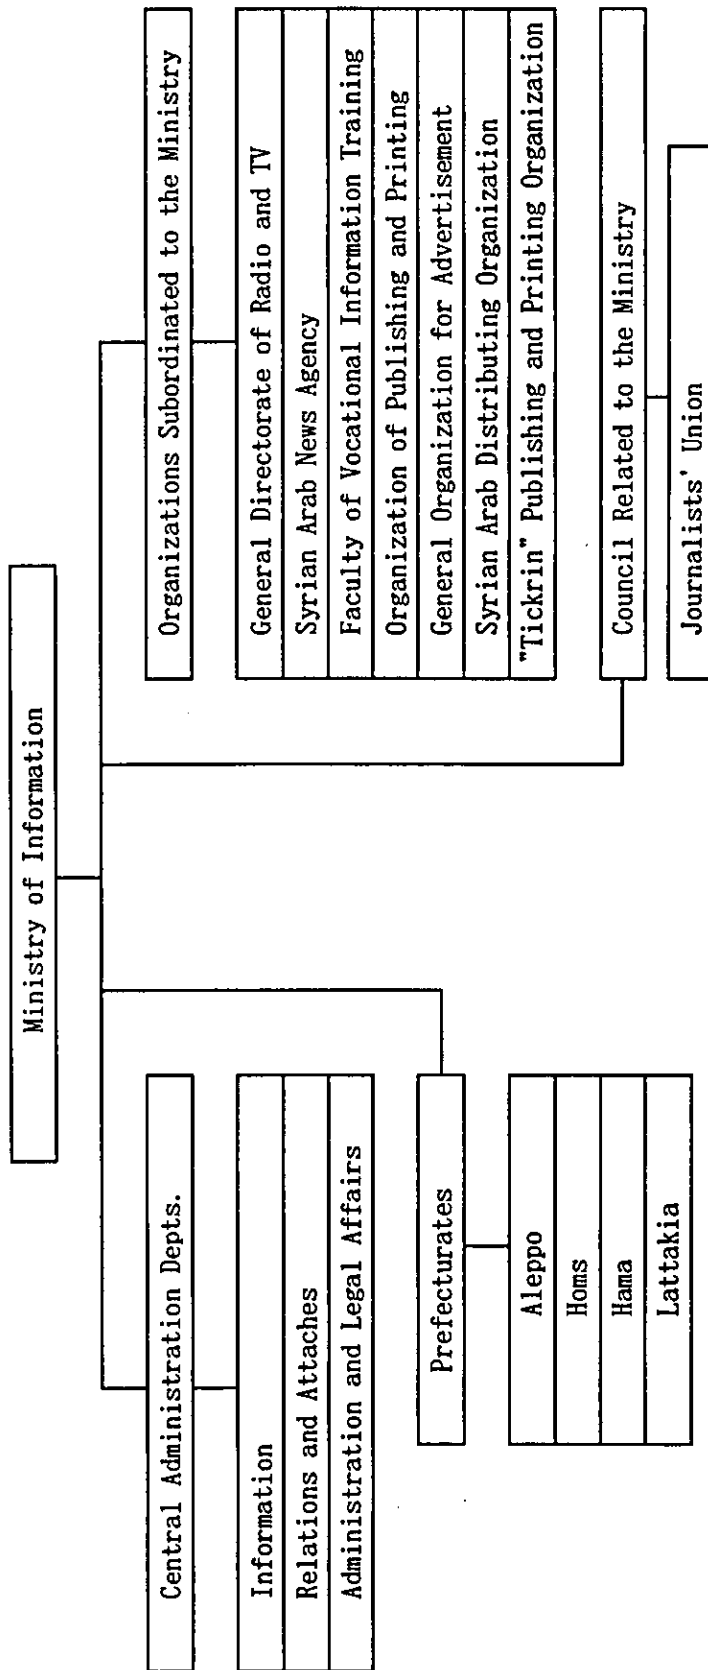 Ministry of Information
Central Administration Depts.
Information
Relations and Attaches
Administration and Legal Affairs
Prefecturates
Aleppo
Homs
Hama
Lattakia
Organizations Subordinated to the Ministry
General Directorate of Radio and TV
Syrian Arab News Agency
Faculty of Vocational Information Training
Organization of Publishing and Printing
General Organization for Advertisement
Syrian Arab Distributing Organization
"Tickrin" Publishing and Printing Organization
Council Related to the Ministry
Journalists' Union